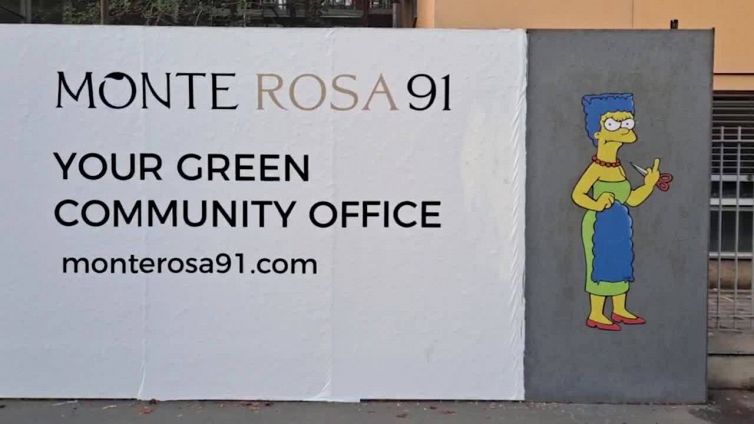 MONTE ROSA 91
YOUR GREEN
COMMUNITY OFFICE
monterosa91.com